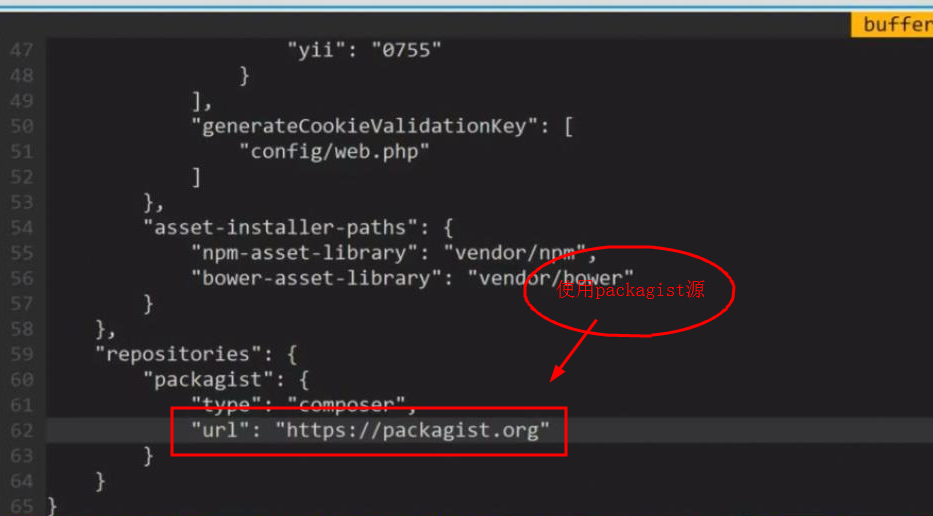 buffer
47 "yii": "0755"
48 }
49 ],
50 "generateCookieValidationKey": [
51 "config/web.php"
52 ]
53 },
54 "asset-installer-paths": {
55 "npm-asset-library": "vendor/npm",
56 "bower-asset-library": "vendor/bower"
使用packagist源
57 }
58 },
59 "repositories": {
60 "packagist": {
61 "type": "composer",
62 "url": "https://packagist.org"
63 }
64 }
65 }